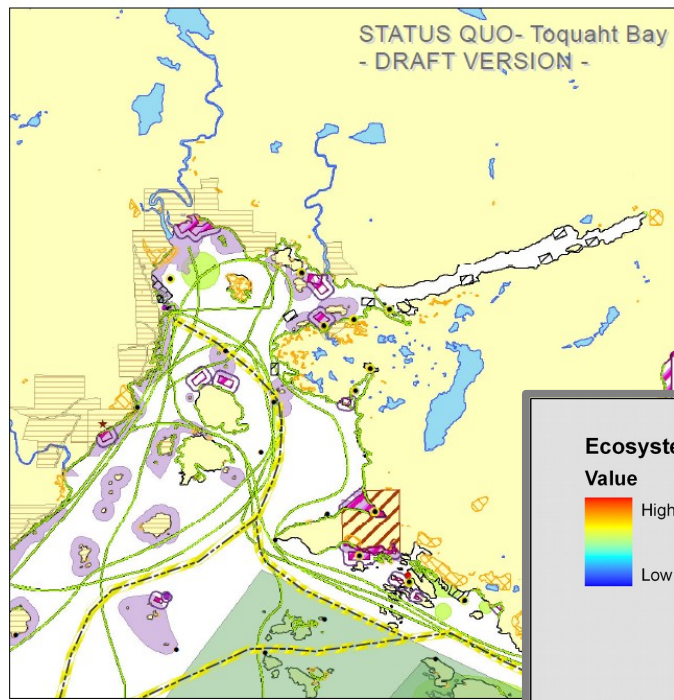 STATUS QUO- Toquaht Bay
- DRAFT VERSION -
Value
High
Low